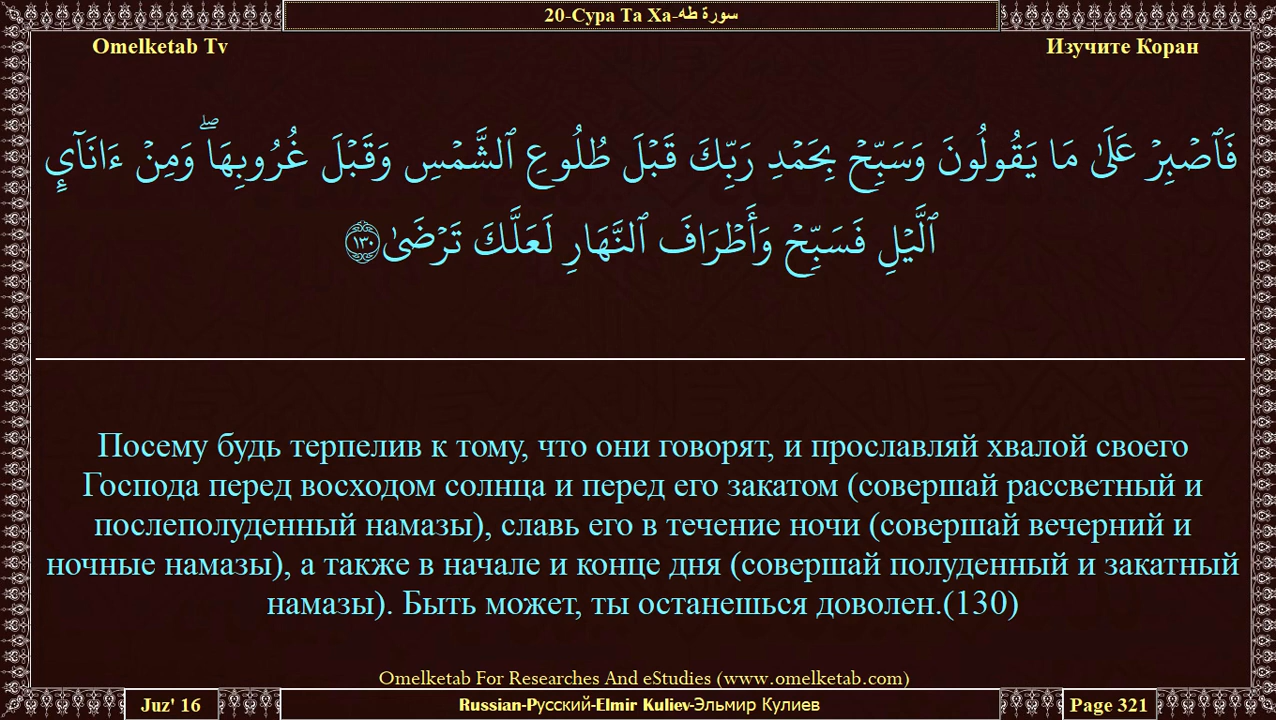 20-Сура Та Ха-سورة طه
Omelketab Tv
Изучите Коран
فَٱصۡبِرۡ عَلَىٰ مَا يَقُولُونَ وَسَبِّحۡ بِحَمۡدِ رَبِّكَ قَبۡلَ طُلُوعِ ٱلشَّمۡسِ وَقَبۡلَ غُرُوبِهَاۖ وَمِنۡ ءَانَآيِٕ
ٱلَّيۡلِ فَسَبِّحۡ وَأَطۡرَافَ ٱلنَّهَارِ لَعَلَّكَ تَرۡضَىٰ ١٣٠
Посему будь терпелив к тому, что они говорят, и прославляй хвалой своего
Господа перед восходом солнца и перед его закатом (совершай рассветный и
послеполуденный намазы), славь его в течение ночи (совершай вечерний и
ночные намазы), а также в начале и конце дня (совершай полуденный и закатный
намазы). Быть может, ты останешься доволен.(130)
Omelketab For Researches And eStudies (www.omelketab.com)
Juz' 16
Russian-Русский-Elmir Kuliev-Эльмир Кулиев
Page 321